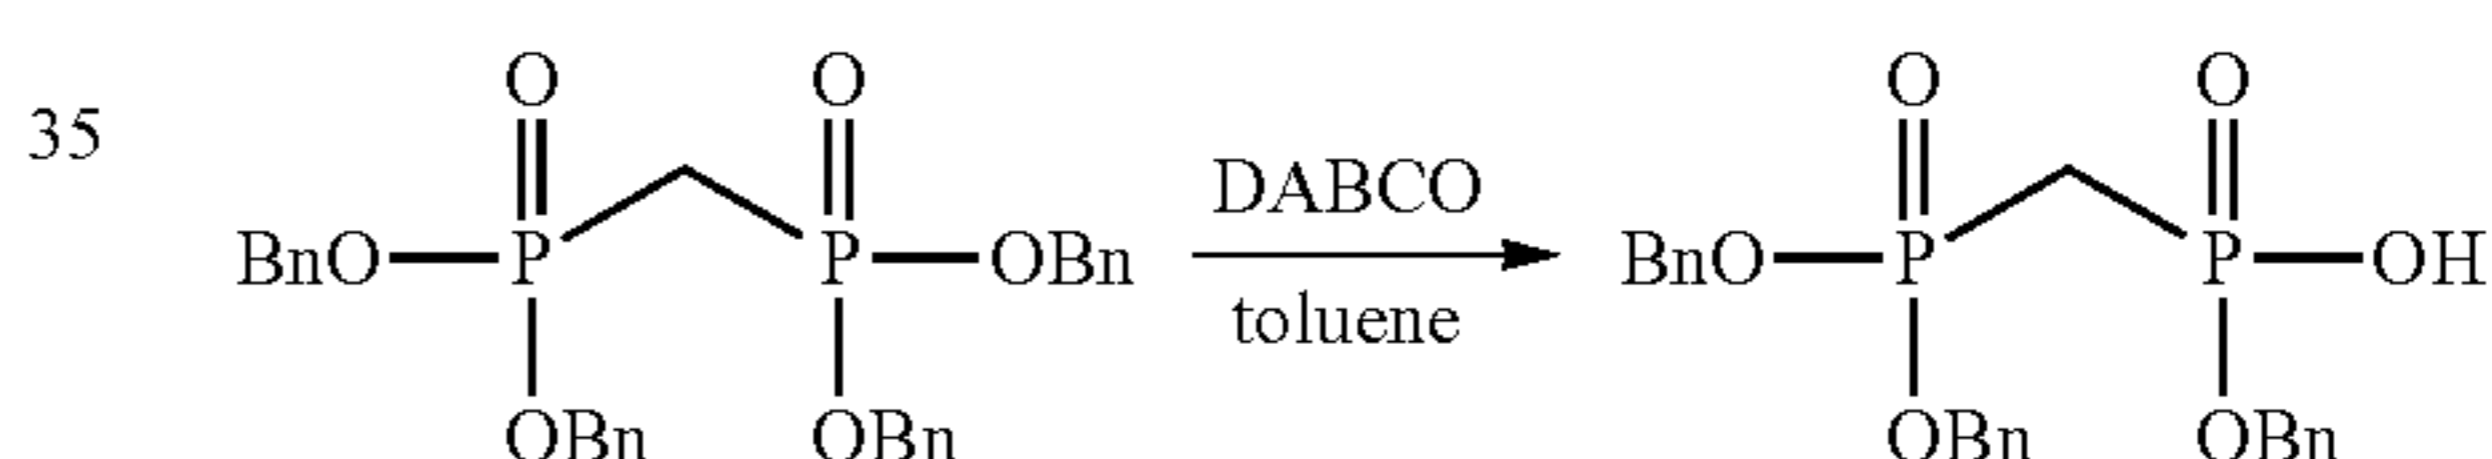 O O O O
35 DABCO
BnO P P OBn BnO P P OH
toluene
OBn OBn OBn OBn